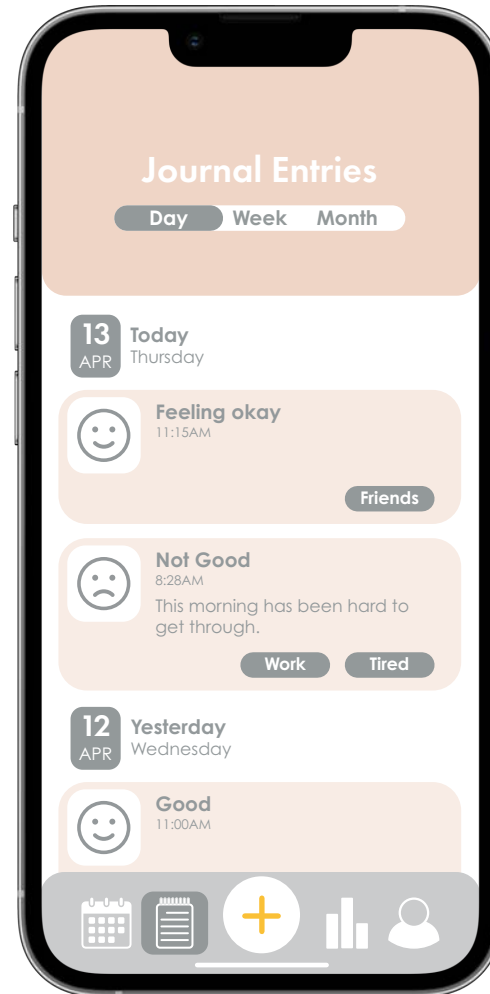 Journal Entries
Day Week Month
13 Today
APR Thursday
Feeling okay
11:15AM
Friends
Not Good
8:28AM
This morning has been hard to
get through.
Work Tired
12 Yesterday
APR Wednesday
Good
11:00AM